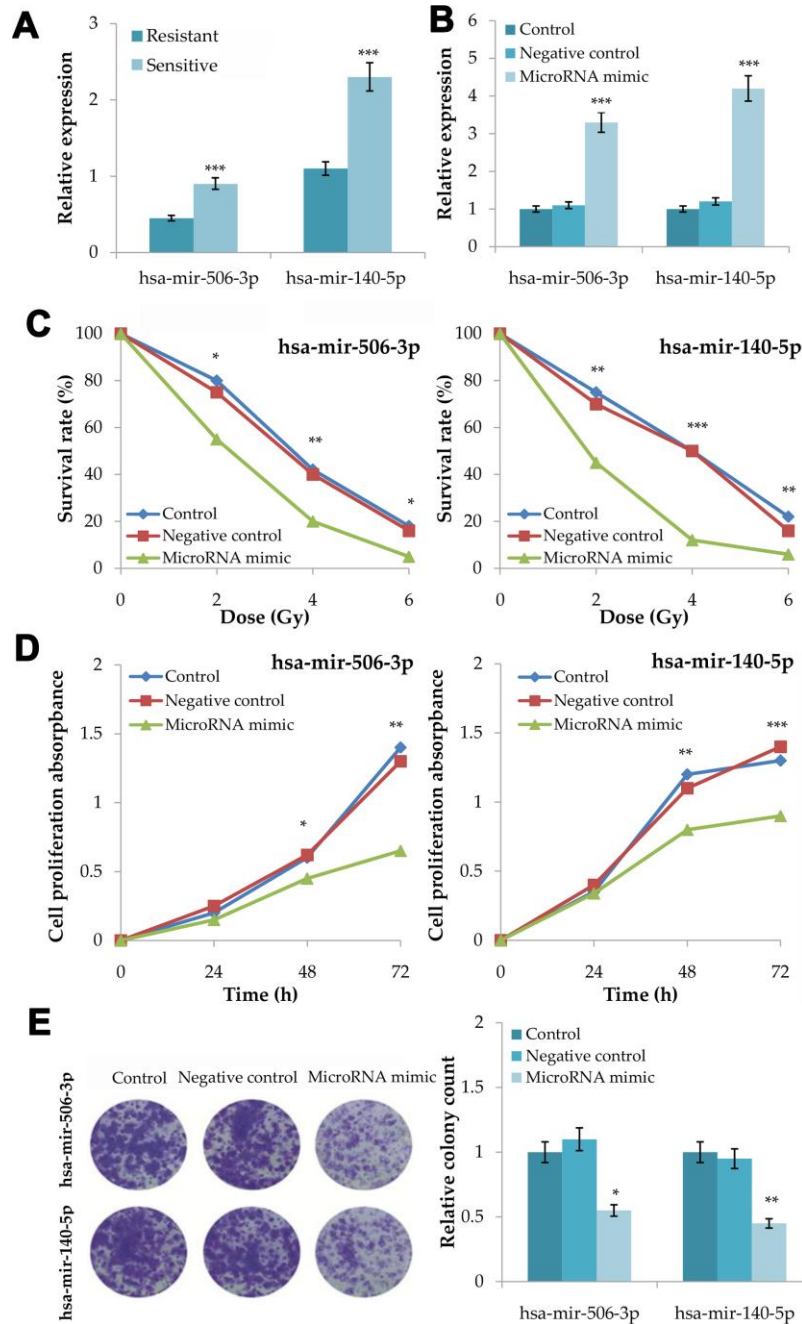 A
Relative expression
3
2
1
0
Resistant
Sensitive
***
***
hsa-mir-506-3p
hsa-mir-140-5p
B
Relative expression
6
5
4
3
2
1
0
Control
Negative control
MicroRNA mimic
***
***
hsa-mir-506-3p
hsa-mir-140-5p
C
hsa-mir-506-3p
Survival rate (%)
100
80
60
40
20
0
*
**
*
Control
Negative control
MicroRNA mimic
0 2 4 6
Dose (Gy)
hsa-mir-140-5p
Survival rate (%)
100
80
60
40
20
0
**
***
**
Control
Negative control
MicroRNA mimic
0 2 4 6
Dose (Gy)
D
hsa-mir-506-3p
Cell proliferation absorpbance
2
1.5
1
0.5
0
Control
Negative control
MicroRNA mimic
*
**
0 24 48 72
Time (h)
hsa-mir-140-5p
Cell proliferation absorpbance
2
1.5
1
0.5
0
Control
Negative control
MicroRNA mimic
**
***
0 24 48 72
Time (h)
E
Control Negative control MicroRNA mimic
hsa-mir-506-3p
hsa-mir-140-5p
Relative colony count
2
1.5
1
0.5
0
Control
Negative control
MicroRNA mimic
*
**
hsa-mir-506-3p
hsa-mir-140-5p